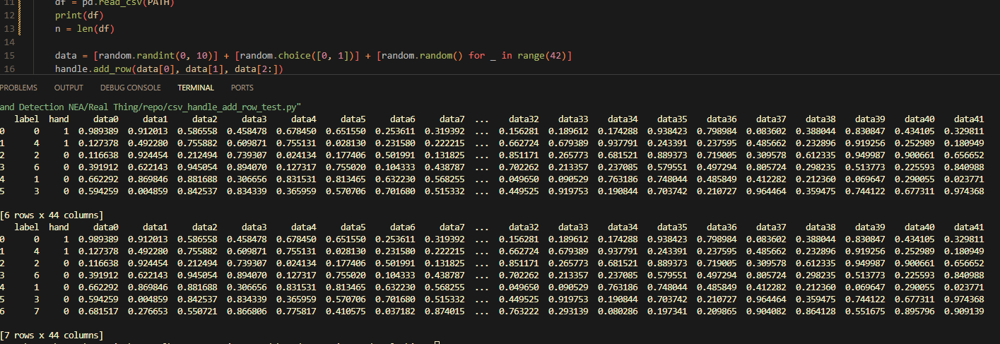 11 df = pd.read_csv(PATH)
12 print(df)
13 n = len(df)
14
15 data = [random.randint(0, 10)] + [random.choice([0, 1])] + [random.random() for _ in range(42)]
16 handle.add_row(data[0], data[1], data[2:])
PROBLEMS OUTPUT DEBUG CONSOLE TERMINAL PORTS
and Detection NEA/Real Thing/repo/csv_handle_add_row_test.py"
label hand data0 data1 data2 data3 data4 data5 data6 data7 ... data32 data33 data34 data35 data36 data37 data38 data39 data40 data41
0 0 1 0.989389 0.912013 0.586558 0.458478 0.678450 0.651550 0.253611 0.319392 ... 0.156281 0.189612 0.174288 0.938423 0.798984 0.083602 0.388044 0.830847 0.434105 0.329811
1 4 1 0.127378 0.492280 0.755882 0.609871 0.755131 0.028130 0.231580 0.222215 ... 0.662724 0.679389 0.937791 0.243391 0.237595 0.485662 0.232896 0.919256 0.252989 0.180949
2 2 0 0.116638 0.924454 0.212494 0.739307 0.024134 0.177406 0.501991 0.131825 ... 0.851171 0.265773 0.681521 0.889373 0.719005 0.309578 0.612335 0.949987 0.900661 0.656652
3 6 0 0.391912 0.622143 0.945054 0.894070 0.127317 0.755020 0.104333 0.438787 ... 0.702262 0.213357 0.237085 0.579551 0.497294 0.805724 0.298235 0.513773 0.225593 0.840988
4 1 0 0.662292 0.869846 0.881688 0.306656 0.831531 0.813465 0.632230 0.568255 ... 0.049650 0.090529 0.763186 0.748044 0.485849 0.412282 0.212360 0.069647 0.290055 0.023771
5 3 0 0.594259 0.004859 0.842537 0.834339 0.365959 0.570706 0.701680 0.515332 ... 0.449525 0.919753 0.190844 0.703742 0.210727 0.964464 0.359475 0.744122 0.677311 0.974368
[6 rows x 44 columns]
label hand data0 data1 data2 data3 data4 data5 data6 data7 ... data32 data33 data34 data35 data36 data37 data38 data39 data40 data41
0 0 1 0.989389 0.912013 0.586558 0.458478 0.678450 0.651550 0.253611 0.319392 ... 0.156281 0.189612 0.174288 0.938423 0.798984 0.083602 0.388044 0.830847 0.434105 0.329811
1 4 1 0.127378 0.492280 0.755882 0.609871 0.755131 0.028130 0.231580 0.222215 ... 0.662724 0.679389 0.937791 0.243391 0.237595 0.485662 0.232896 0.919256 0.252989 0.180949
2 2 0 0.116638 0.924454 0.212494 0.739307 0.024134 0.177406 0.501991 0.131825 ... 0.851171 0.265773 0.681521 0.889373 0.719005 0.309578 0.612335 0.949987 0.900661 0.656652
3 6 0 0.391912 0.622143 0.945054 0.894070 0.127317 0.755020 0.104333 0.438787 ... 0.702262 0.213357 0.237085 0.579551 0.497294 0.805724 0.298235 0.513773 0.225593 0.840988
4 1 0 0.662292 0.869846 0.881688 0.306656 0.831531 0.813465 0.632230 0.568255 ... 0.049650 0.090529 0.763186 0.748044 0.485849 0.412282 0.212360 0.069647 0.290055 0.023771
5 3 0 0.594259 0.004859 0.842537 0.834339 0.365959 0.570706 0.701680 0.515332 ... 0.449525 0.919753 0.190844 0.703742 0.210727 0.964464 0.359475 0.744122 0.677311 0.974368
6 7 0 0.681517 0.276653 0.550721 0.866806 0.775817 0.410575 0.037182 0.874015 ... 0.763222 0.293139 0.080286 0.197341 0.209865 0.904082 0.864128 0.551675 0.895796 0.909139
[7 rows x 44 columns]